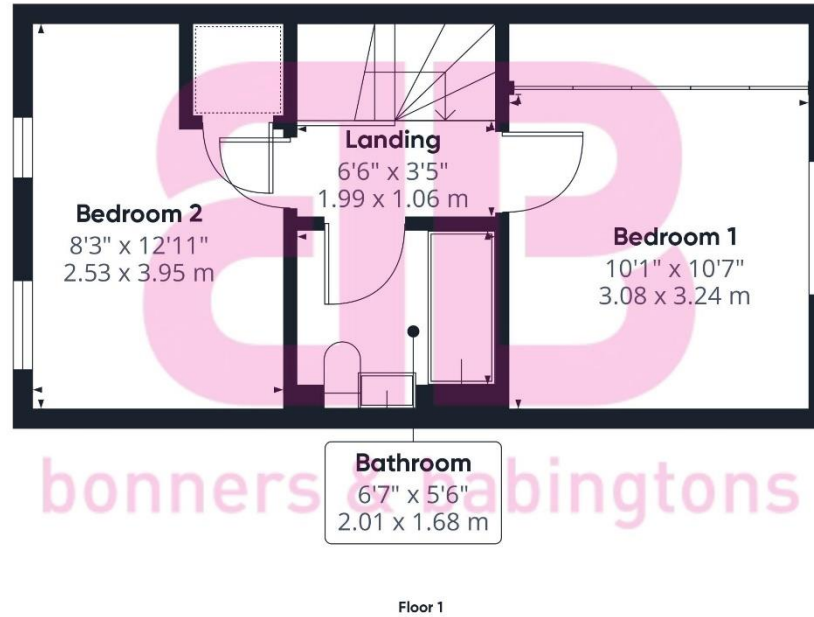 Landing
6'6" x 3'5"
1.99 x 1.06 m
Bedroom 2
8'3" x 12'11"
2.53 x 3.95 m
Bedroom 1
10'1" x 10'7"
3.08 x 3.24 m
Bathroom
6'7" x 5'6"
2.01 x 1.68 m
bonners & babingtons
Floor 1